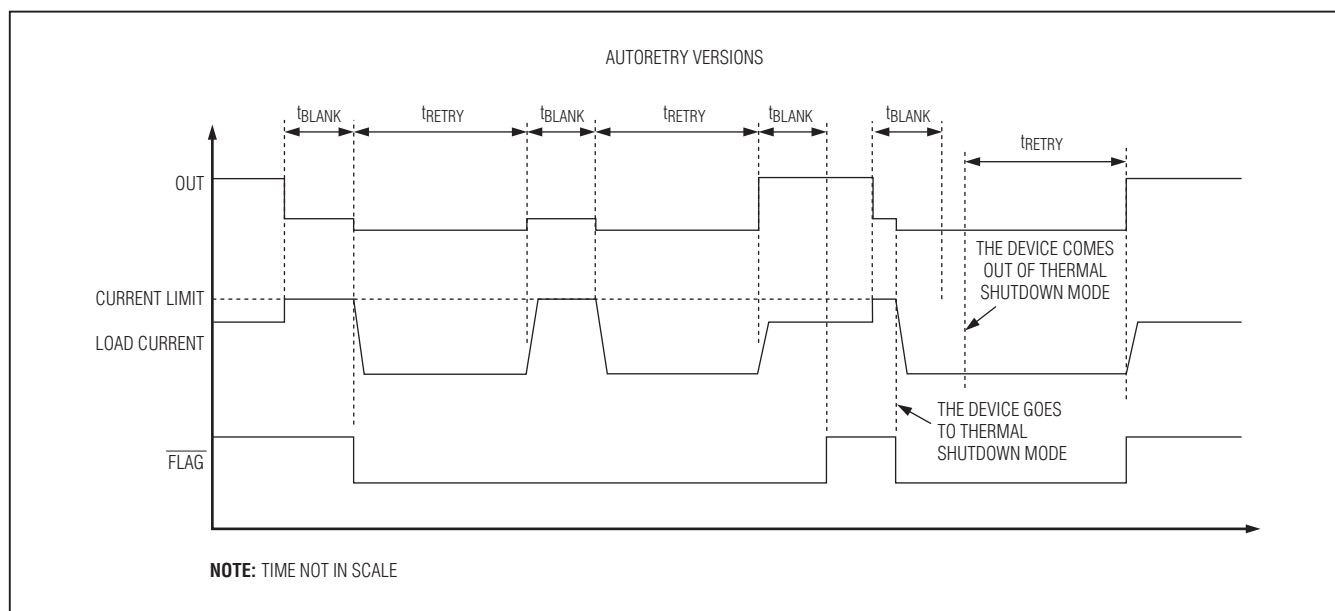 AUTORETRY VERSIONS
tBLANK
tRETRY
tBLANK
tRETRY
tBLANK
tBLANK
tRETRY
OUT
THE DEVICE COMES
OUT OF THERMAL
SHUTDOWN MODE
CURRENT LIMIT
LOAD CURRENT
THE DEVICE GOES
TO THERMAL
SHUTDOWN MODE
FLAG
NOTE: TIME NOT IN SCALE